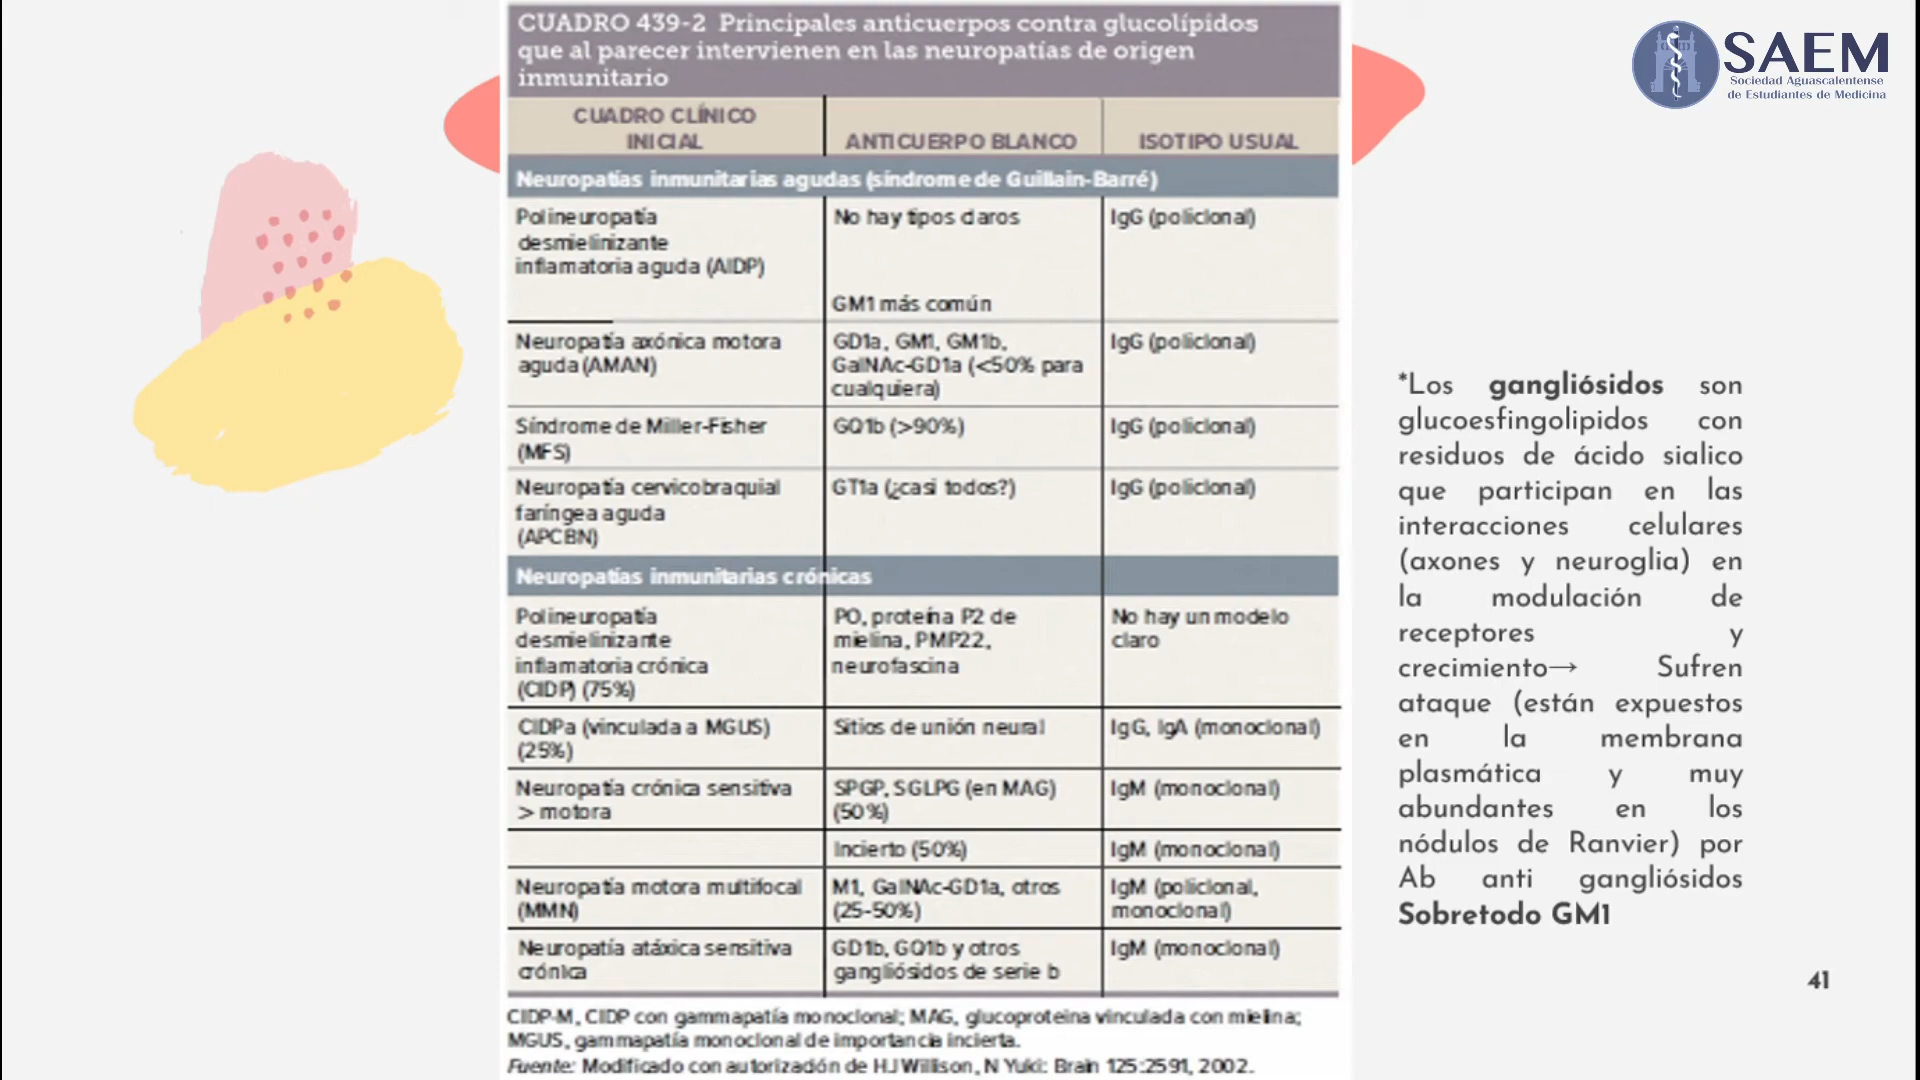 CUADRO 439-2 Principales anticuerpos contra glucolípidos
que al parecer intervienen en las neuropatías de origen
inmunitario
CUADRO CLÍNICO
INICIAL
ANTICUERPO BLANCO
ISOTIPO USUAL
Neuropatías inmunitarias agudas (síndrome de Guillain-Barré)
Polineuropatía
desmielinizante
inflamatoria aguda (AIDP)
No hay tipos claros
GM1 más común
IgG (policlonal)
Neuropatía axónica motora
aguda (AMAN)
GD1a, GM1, GM1b,
GalNAc-GD1a (<50% para
cualquiera)
IgG (policlonal)
Síndrome de Miller-Fisher
(MFS)
GQ1b (>90%)
IgG (policlonal)
Neuropatía cervicobraquial
faríngea aguda
(APCBN)
GT1a (¿casi todos?)
IgG (policlonal)
Neuropatías inmunitarias crónicas
Polineuropatía
desmielinizante
inflamatoria crónica
(CIDP) (75%)
PO, proteína P2 de
mielina, PMP22,
neurofascina
No hay un modelo
claro
CIDPa (vinculada a MGUS)
(25%)
Sitios de unión neural
IgG, IgA (monoclonal)
Neuropatía crónica sensitiva
> motora
SPGP, SGLPG (en MAG)
(50%)
IgM (monoclonal)
Incierto (50%)
IgM (monoclonal)
Neuropatía motora multifocal
(MMN)
M1, GalNAc-GD1a, otros
(25-50%)
IgM (policlonal,
monoclonal)
Neuropatía atáxica sensitiva
crónica
GD1b, GQ1b y otros
gangliósidos de serie b
IgM (monoclonal)
CIDP-M, CIDP con gammapatía monoclonal; MAG, glucoproteina vinculada con mielina;
MGUS, gammapatía monoclonal de importancia incierta.
Fuente: Modificado con autorización de HJ Willison, N Yuki: Brain 125:2591, 2002.
SAEM
Sociedad Aguascalentense
de Estudiantes de Medicina
*Los gangliósidos son
glucoesfingolipidos con
residuos de ácido sialico
que participan en las
interacciones celulares
(axones y neuroglia) en
la modulación de
receptores y
crecimiento→ Sufren
ataque (están expuestos
en la membrana
plasmática y muy
abundantes en los
nódulos de Ranvier) por
Ab anti gangliósidos
Sobretodo GM1
41